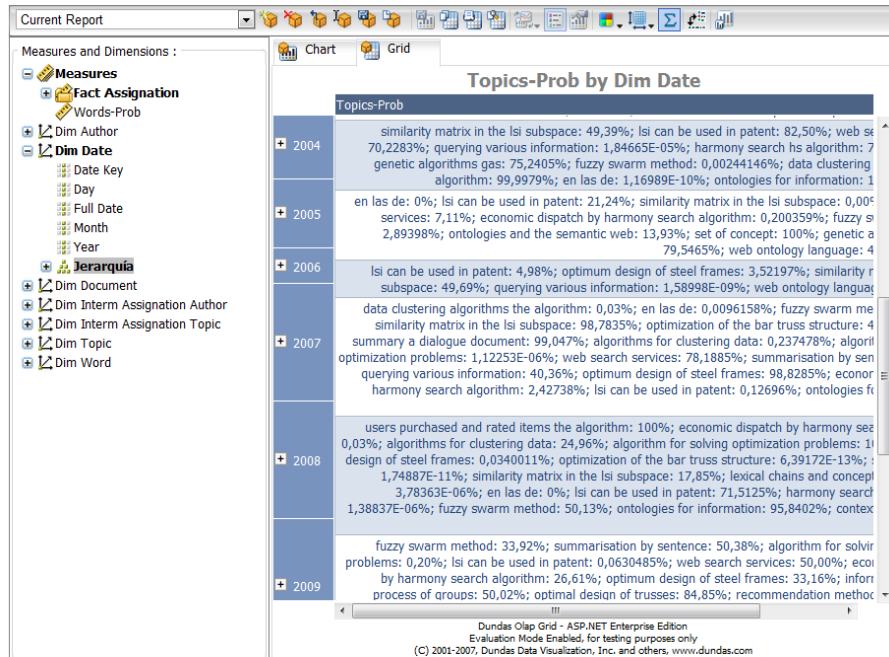 Current Report
Measures and Dimensions :
Measures
Fact Assignation
Words-Prob
Dim Author
Dim Date
Date Key
Day
Full Date
Month
Year
Jerarquía
Dim Document
Dim Interm Assignation Author
Dim Interm Assignation Topic
Dim Topic
Dim Word
Chart
Grid
Topics-Prob by Dim Date
Topics-Prob
2004
similarity matrix in the lsi subspace: 49,39%; lsi can be used in patent: 82,50%; web se
70,2283%; querying various information: 1,84665E-05%; harmony search hs algorithm: 7
genetic algorithms gas: 75,2405%; fuzzy swarm method: 0,00244146%; data clustering
algorithm: 99,9979%; en las de: 1,16989E-10%; ontologies for information: 1
2005
en las de: 0%; lsi can be used in patent: 21,24%; similarity matrix in the lsi subspace: 0,00%
services: 7,11%; economic dispatch by harmony search algorithm: 0,200359%; fuzzy s
2,89398%; ontologies and the semantic web: 13,93%; set of concept: 100%; genetic a
79,5465%; web ontology language: 4
2006
lsi can be used in patent: 4,98%; optimum design of steel frames: 3,52197%; similarity r
subspace: 49,69%; querying various information: 1,58998E-09%; web ontology languag
2007
data clustering algorithms the algorithm: 0,03%; en las de: 0,0096158%; fuzzy swarm me
similarity matrix in the lsi subspace: 98,7835%; optimization of the bar truss structure: 4
summary a dialogue document: 99,047%; algorithms for clustering data: 0,237478%; algorit
optimization problems: 1,12253E-06%; web search services: 78,1885%; summarisation by sen
querying various information: 40,36%; optimum design of steel frames: 98,8285%; econor
harmony search algorithm: 2,42738%; lsi can be used in patent: 0,12696%; ontologies fo
2008
users purchased and rated items the algorithm: 100%; economic dispatch by harmony sea
0,03%; algorithms for clustering data: 24,96%; algorithm for solving optimization problems: 10
design of steel frames: 0,0340011%; optimization of the bar truss structure: 6,39172E-13%; s
1,74887E-11%; similarity matrix in the lsi subspace: 17,85%; lexical chains and concept
3,78363E-06%; en las de: 0%; lsi can be used in patent: 71,5125%; harmony search
1,38837E-06%; fuzzy swarm method: 50,13%; ontologies for information: 95,8402%; context
2009
fuzzy swarm method: 33,92%; summarisation by sentence: 50,38%; algorithm for solvir
problems: 0,20%; lsi can be used in patent: 0,0630485%; web search services: 50,00%; ecor
by harmony search algorithm: 26,61%; optimum design of steel frames: 33,16%; inforr
process of groups: 50,02%; optimal design of trusses: 84,85%; recommendation method
Dundas Olap Grid - ASP.NET Enterprise Edition
Evaluation Mode Enabled, for testing purposes only
(C) 2001-2007, Dundas Data Visualization, Inc. and others, www.dundas.com